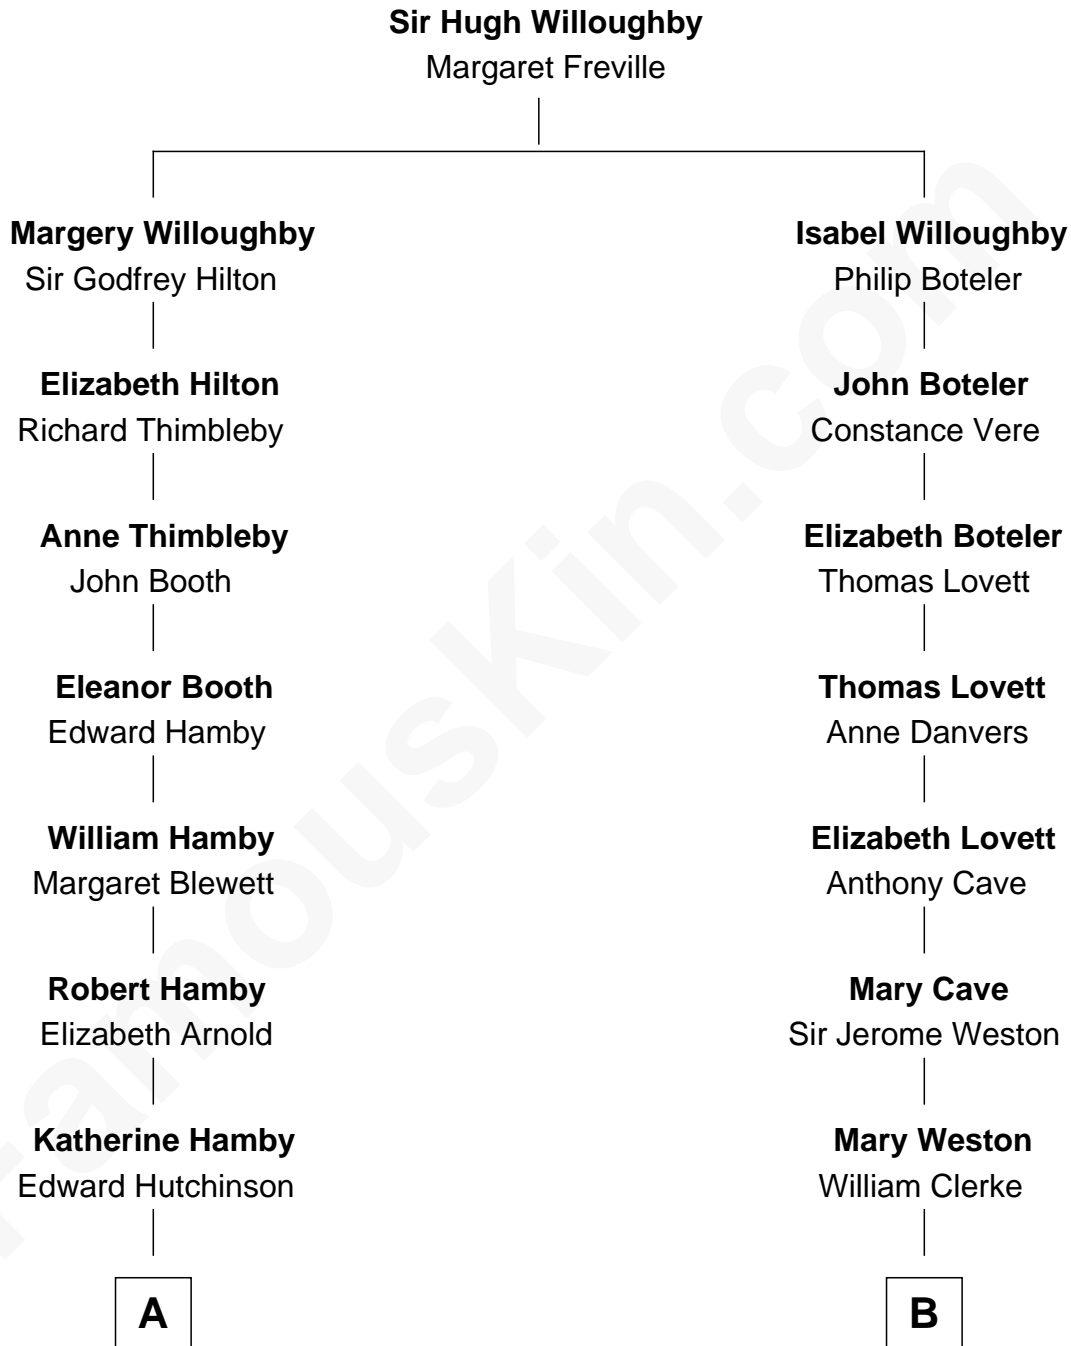 Sir Hugh Willoughby
Margaret Freville
Margery Willoughby
Sir Godfrey Hilton
Elizabeth Hilton
Richard Thimbleby
Anne Thimbleby
John Booth
Eleanor Booth
Edward Hamby
William Hamby
Margaret Blewett
Robert Hamby
Elizabeth Arnold
Katherine Hamby
Edward Hutchinson
A
Isabel Willoughby
Philip Boteler
John Boteler
Constance Vere
Elizabeth Boteler
Thomas Lovett
Thomas Lovett
Anne Danvers
Elizabeth Lovett
Anthony Cave
Mary Cave
Sir Jerome Weston
Mary Weston
William Clerke
B
FamousKin.com